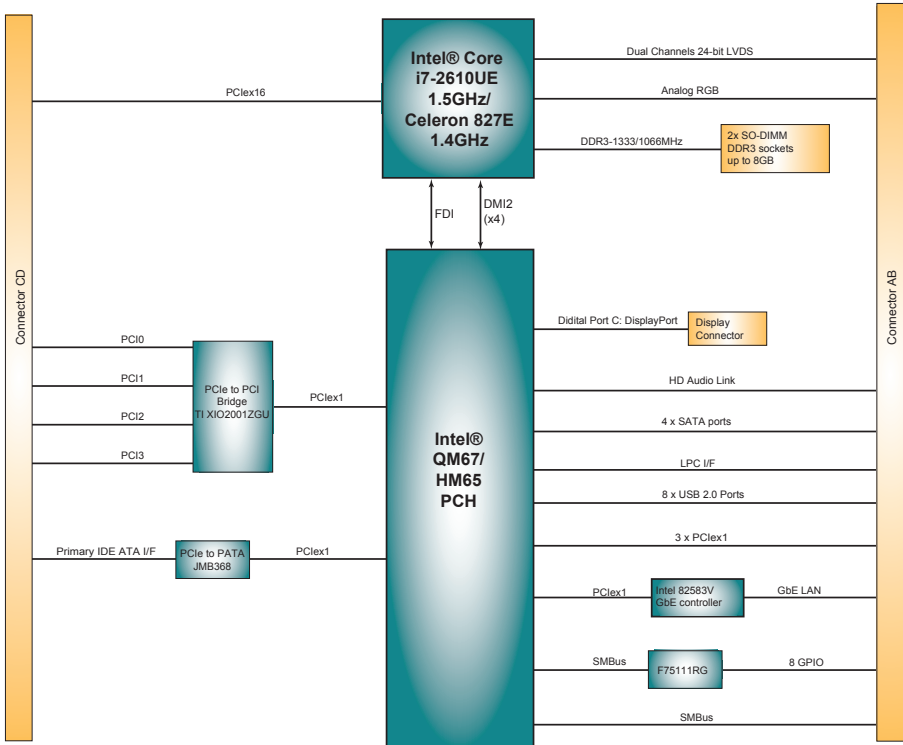 Intel® Core
i7-2610UE
1.5GHz/
Celeron 827E
1.4GHz
Dual Channels 24-bit LVDS
PCIex16
Analog RGB
DDR3-1333/1066MHz
2x SO-DIMM
DDR3 sockets
up to 8GB
FDI
DMI2
(x4)
Connector CD
Connector AB
Didital Port C: DisplayPort
Display
Connector
PCI0
PCI1
PCI2
PCI3
PCIe to PCI
Bridge
TI XIO2001ZGU
PCIex1
HD Audio Link
4 x SATA ports
Intel®
QM67/
HM65
PCH
LPC I/F
8 x USB 2.0 Ports
3 x PCIex1
Primary IDE ATA I/F
PCIe to PATA
JMB368
PCIex1
PCIex1
Intel 82583V
GbE controller
GbE LAN
SMBus
F75111RG
8 GPIO
SMBus